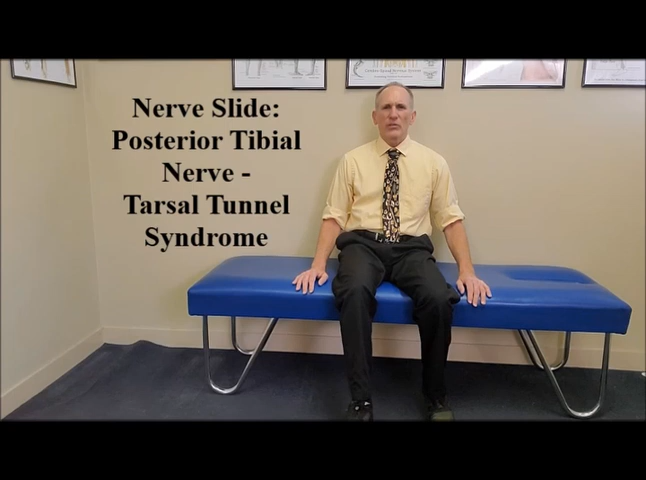 Nerve Slide:
Posterior Tibial
Nerve -
Tarsal Tunnel
Syndrome